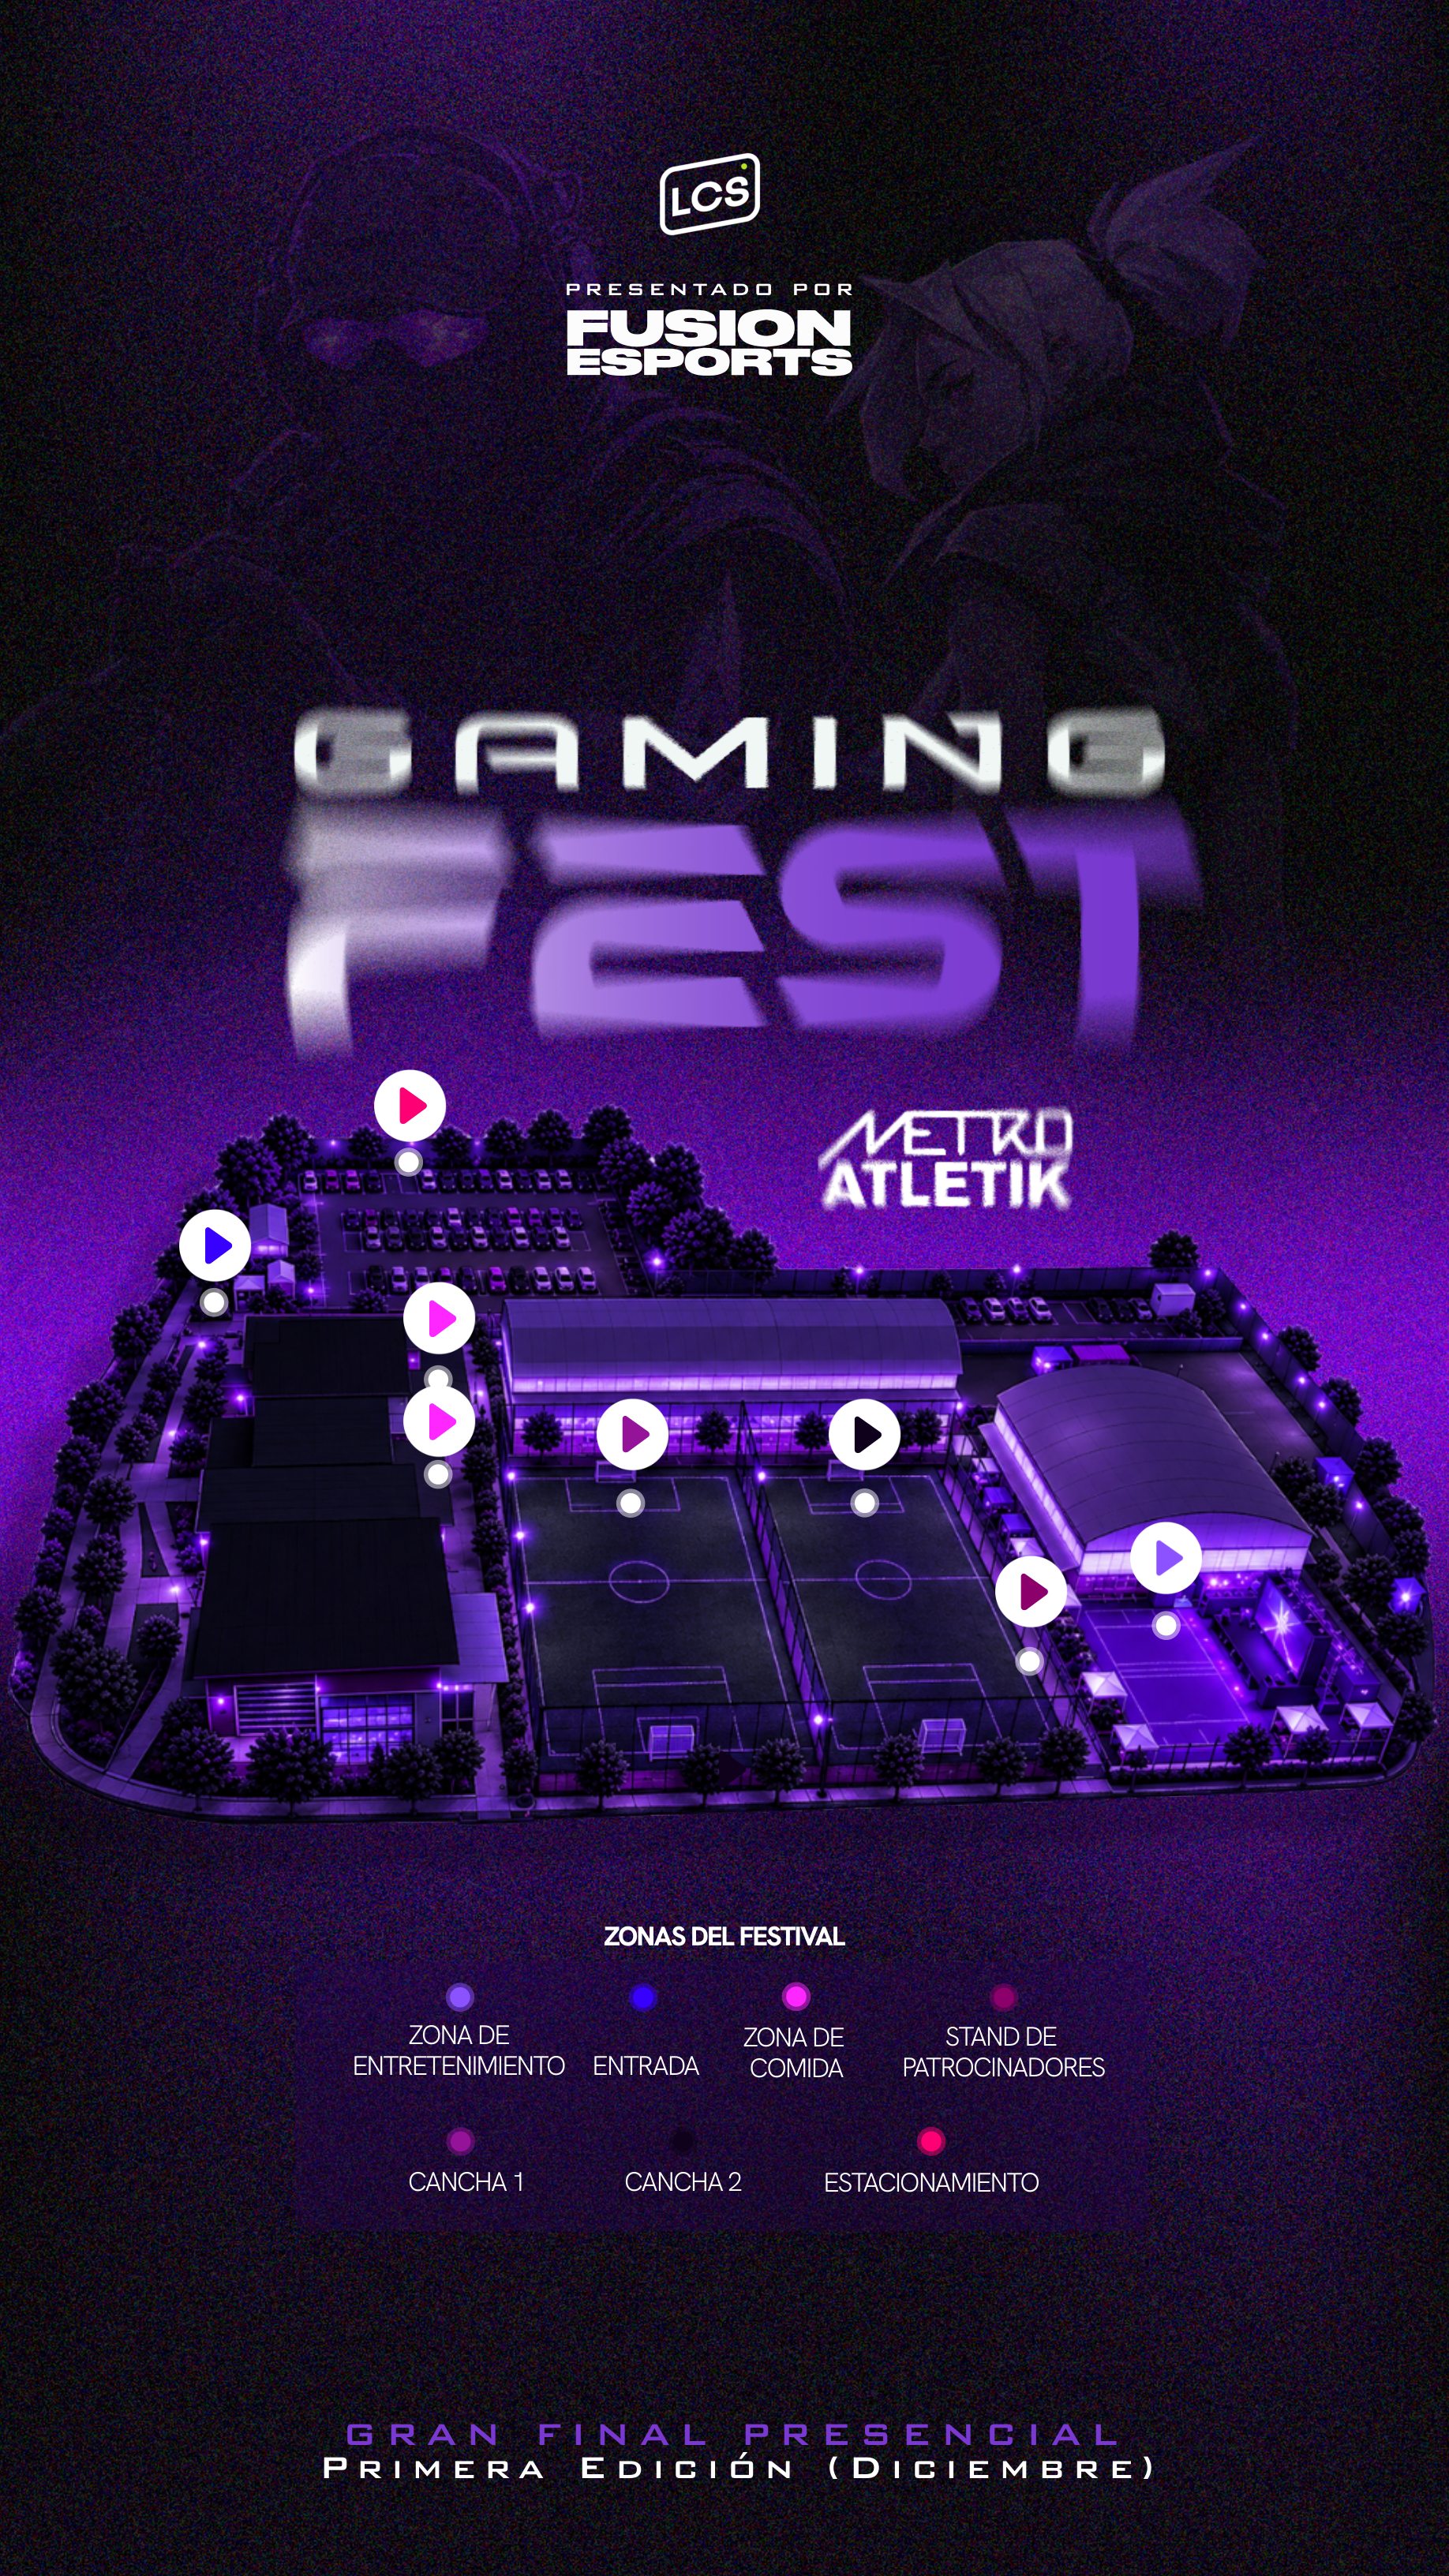 LCS
PRESENTADO POR
FUSION
ESPORTS
GAMING
FEST
METRO
ATLETIK
ZONAS DEL FESTIVAL
ZONA DE
ENTRETENIMIENTO
ENTRADA
ZONA DE
COMIDA
STAND DE
PATROCINADORES
CANCHA 1
CANCHA 2
ESTACIONAMIENTO
GRAN FINAL PRESENCIAL
PRIMERA EDICIÓN (DICIEMBRE)